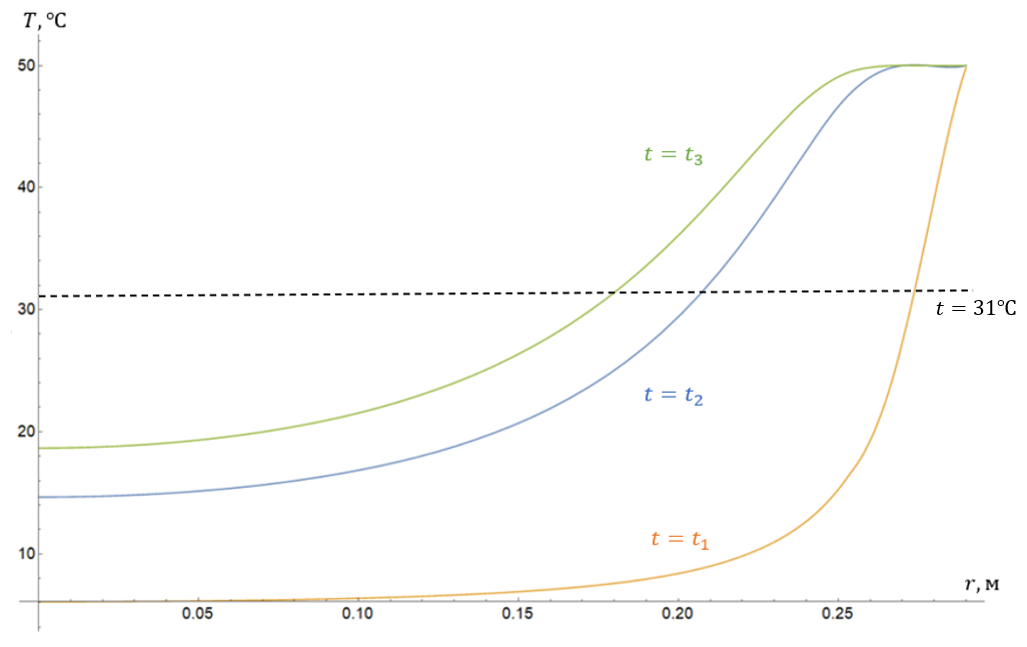 T, °C
50
t = t₃
40
t = 31°C
30
t = t₂
20
t = t₁
10
r, м
0.05 0.10 0.15 0.20 0.25